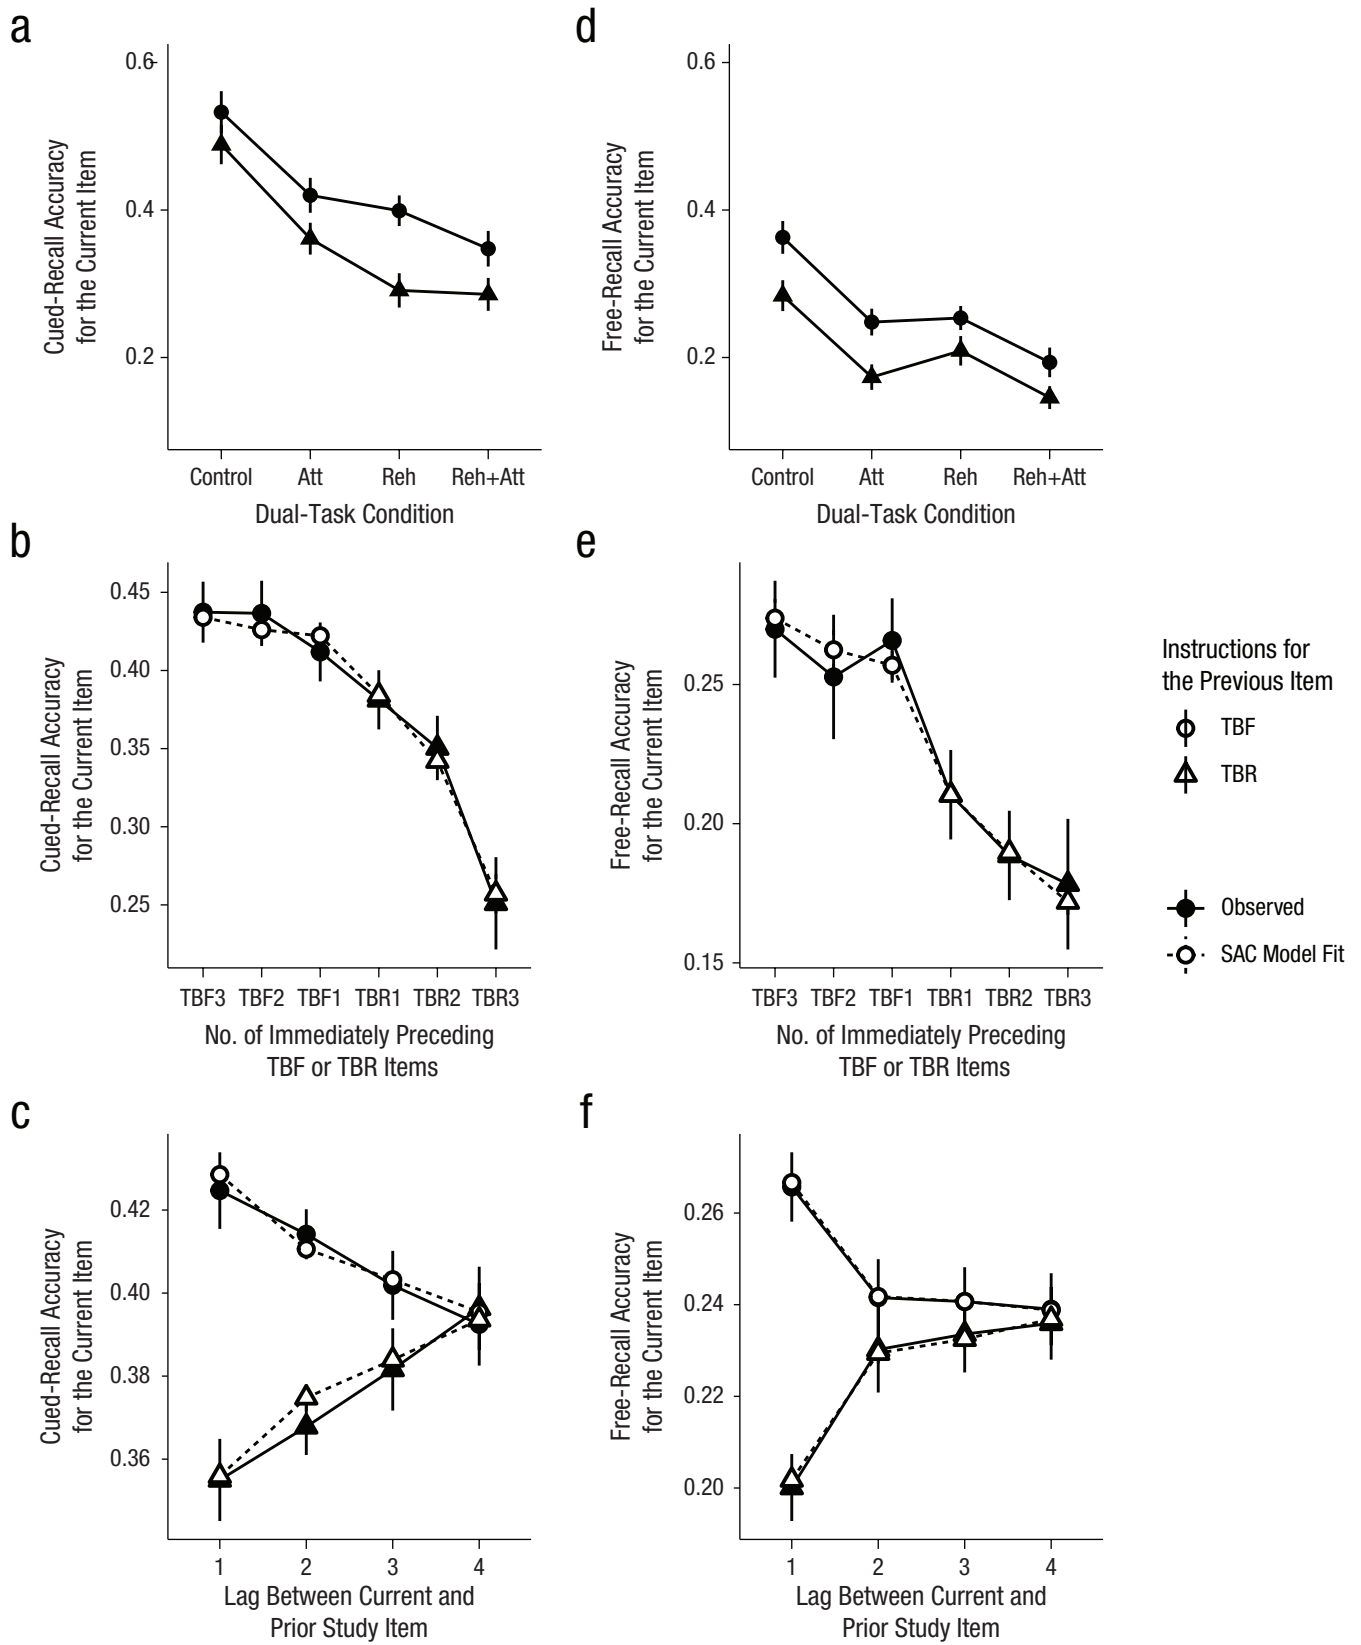 a
Cued-Recall Accuracy
for the Current Item
0.6
0.4
0.2
Control Att Reh Reh+Att
Dual-Task Condition
d
Free-Recall Accuracy
for the Current Item
0.6
0.4
0.2
Control Att Reh Reh+Att
Dual-Task Condition
b
Cued-Recall Accuracy
for the Current Item
0.45
0.40
0.35
0.30
0.25
TBF3 TBF2 TBF1 TBR1 TBR2 TBR3
No. of Immediately Preceding
TBF or TBR Items
e
Free-Recall Accuracy
for the Current Item
0.25
0.20
0.15
TBF3 TBF2 TBF1 TBR1 TBR2 TBR3
No. of Immediately Preceding
TBF or TBR Items
Instructions for
the Previous Item
TBF
TBR
Observed
SAC Model Fit
c
Cued-Recall Accuracy
for the Current Item
0.42
0.40
0.38
0.36
1 2 3 4
Lag Between Current and
Prior Study Item
f
Free-Recall Accuracy
for the Current Item
0.26
0.24
0.22
0.20
1 2 3 4
Lag Between Current and
Prior Study Item